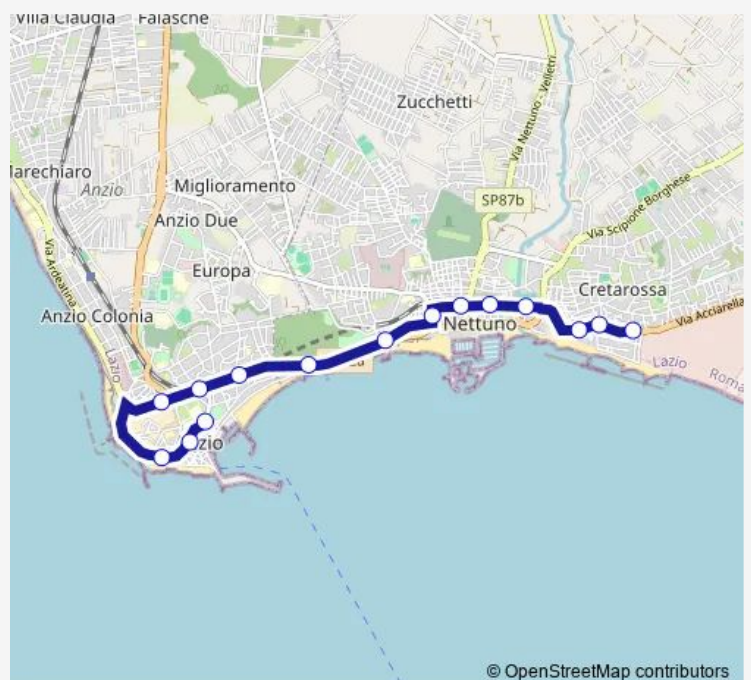 Villa Claudia
Falasche
Zucchetti
Via Nettuno - Velletri
Marechiaro
Anzio
Miglioramento
SP87b
Anzio Due
Via Scipione Borghese
Via Ardeatina
Europa
Cretarossa
Anzio Colonia
Nettuno
Via Acciarella
Lazio
Lazio
Roma
zio
© OpenStreetMap contributors